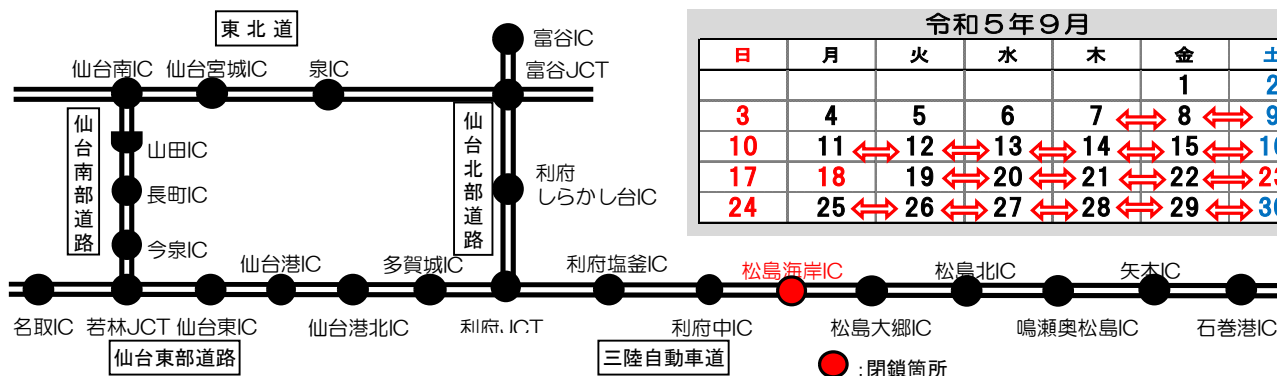 東北道
仙台南IC
仙台宮城IC
泉IC
富谷IC
富谷JCT
仙台南部道路
山田IC
長町IC
今泉IC
仙台北部道路
利府
しらかし台IC
令和5年9月
日 月 火 水 木 金 土
1 2
3 4 5 6 7 8 9
10 11 12 13 14 15 16
17 18 19 20 21 22 23
24 25 26 27 28 29 30
仙台港IC
多賀城IC
利府塩釜IC
松島海岸IC
松島北IC
矢本IC
名取IC
若林JCT
仙台東IC
仙台港北IC
利府JCT
利府中IC
松島大郷IC
鳴瀬奥松島IC
石巻港IC
仙台東部道路
三陸自動車道
:閉鎖箇所